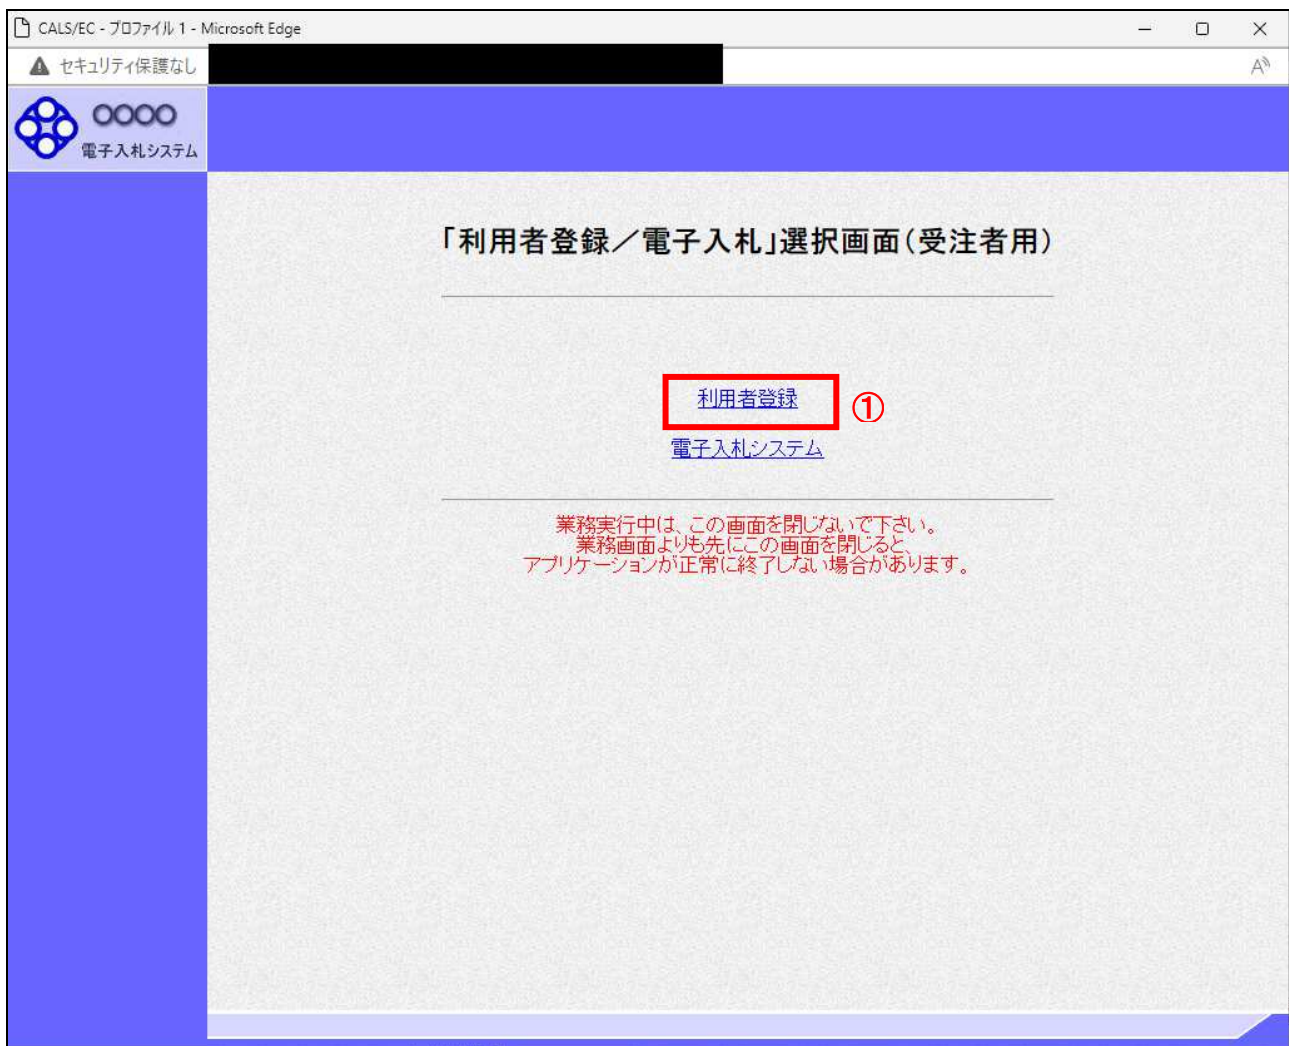 CALS/EC - プロファイル 1 - Microsoft Edge
セキュリティ保護なし
○○○○
電子入札システム
「利用者登録／電子入札」選択画面(受注者用)
利用者登録
①
電子入札システム
業務実行中は、この画面を閉じないで下さい。
業務画面よりも先にこの画面を閉じると、
アプリケーションが正常に終了しない場合があります。